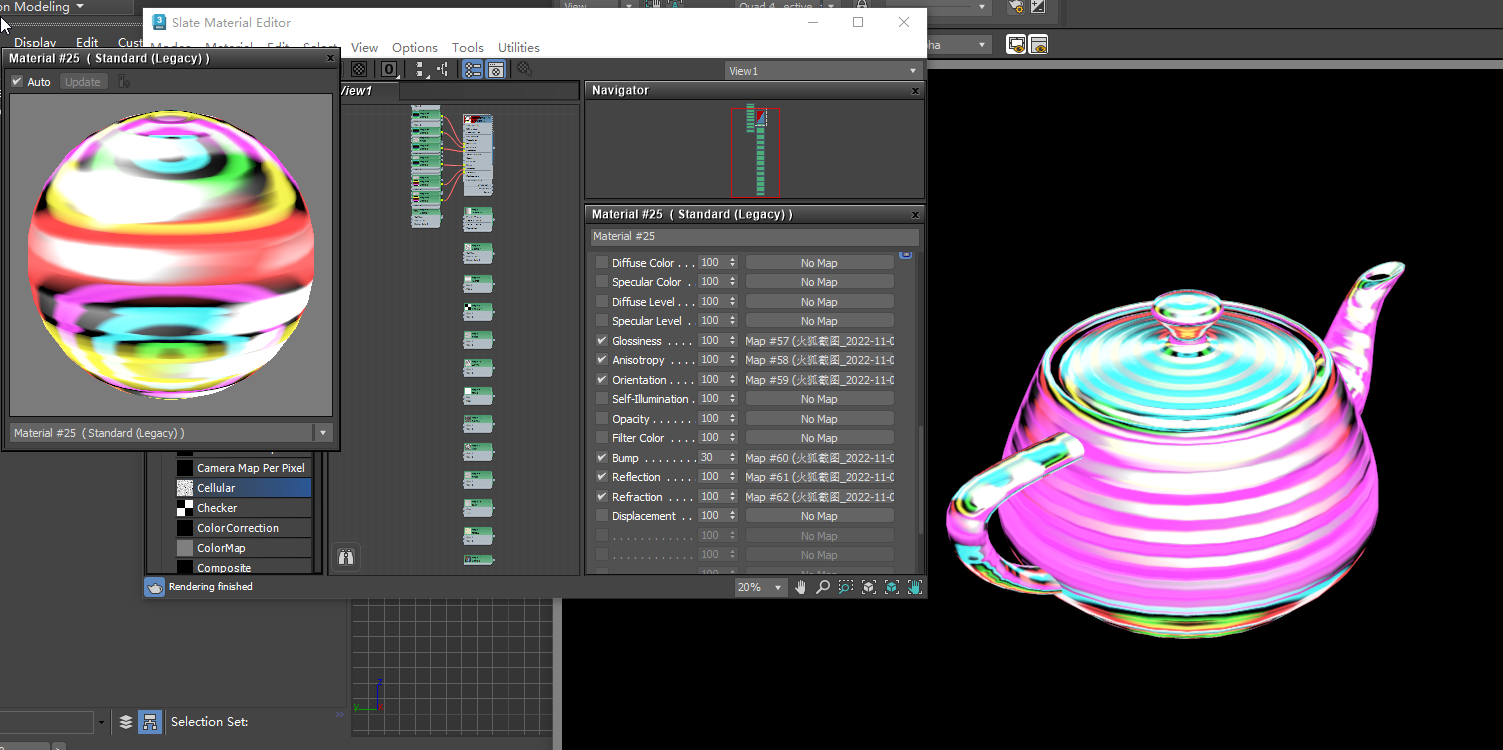 on Modeling
View
Quad 4
Slate Material Editor
Display
Edit
Modes
Material
Edit
Select
View
Options
Tools
Utilities
Material #25 ( Standard (Legacy) )
Auto
Update
View1
View1
Navigator
Material #25 ( Standard (Legacy) )
Material #25
Diffuse Color . . . 100 No Map
Specular Color . 100 No Map
Diffuse Level . . . 100 No Map
Specular Level . 100 No Map
Glossiness . . . . 100 Map #57 (火狐截图_2022-11-0
Anisotropy . . . 100 Map #58 (火狐截图_2022-11-0
Orientation . . . . 100 Map #59 (火狐截图_2022-11-0
Self-Illumination . 100 No Map
Opacity . . . . . . 100 No Map
Filter Color . . . . 100 No Map
Bump . . . . . . . . 30 Map #60 (火狐截图_2022-11-0
Reflection . . . . . 100 Map #61 (火狐截图_2022-11-0
Refraction . . . . 100 Map #62 (火狐截图_2022-11-0
Displacement . . 100 No Map
. . . . . . . . . . . . 100 No Map
. . . . . . . . . . . . 100 No Map
Material #25 ( Standard (Legacy) )
Camera Map Per Pixel
Cellular
Checker
ColorCorrection
ColorMap
Composite
Rendering finished
20%
z
y
x
Selection Set: